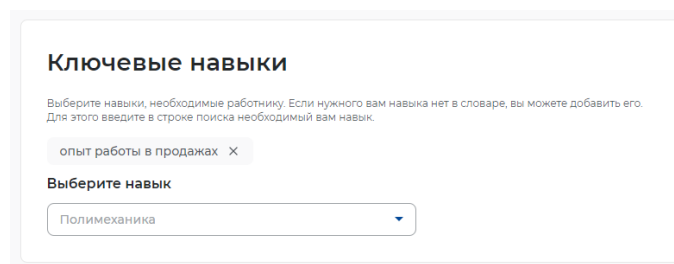 Ключевые навыки
Выберите навыки, необходимые работнику. Если нужного вам навыка нет в словаре, вы можете добавить его.
Для этого введите в строке поиска необходимый вам навык.
опыт работы в продажах ×
Выберите навык
Полимеханика